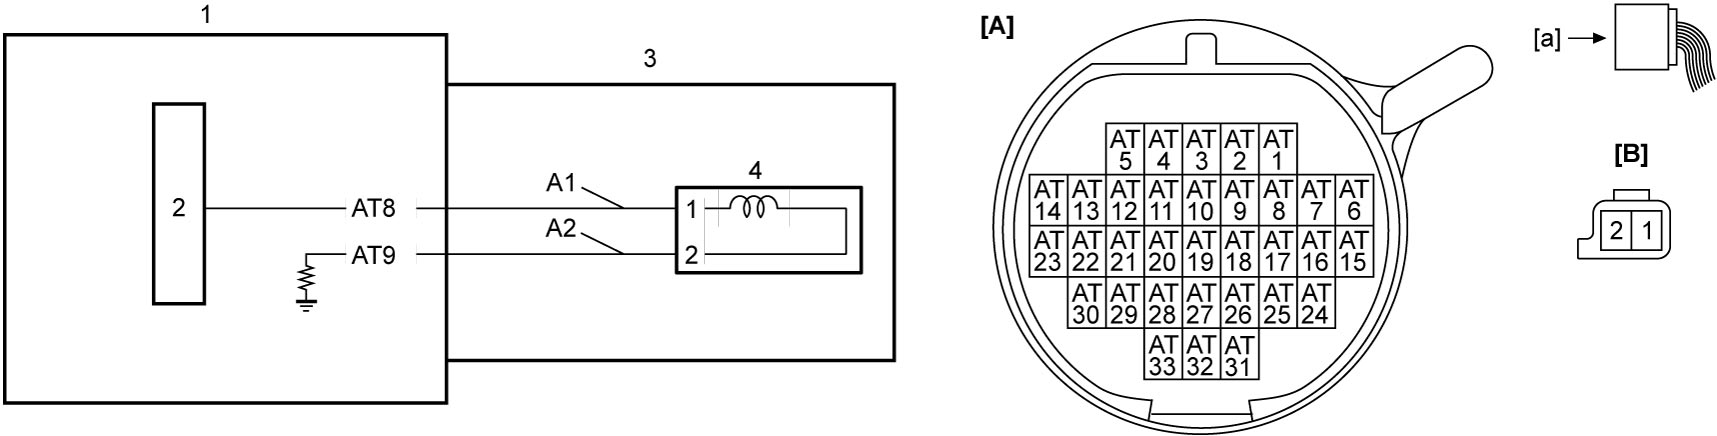 1
3
2
AT8
AT9
A1
A2
4
1
2
[A]
AT AT AT AT AT
5 4 3 2 1
AT AT AT AT AT AT AT AT AT
14 13 12 11 10 9 8 7 6
AT AT AT AT AT AT AT AT AT
23 22 21 20 19 18 17 16 15
AT AT AT AT AT AT AT
30 29 28 27 26 25 24
AT AT AT
33 32 31
[a]
[B]
2 1